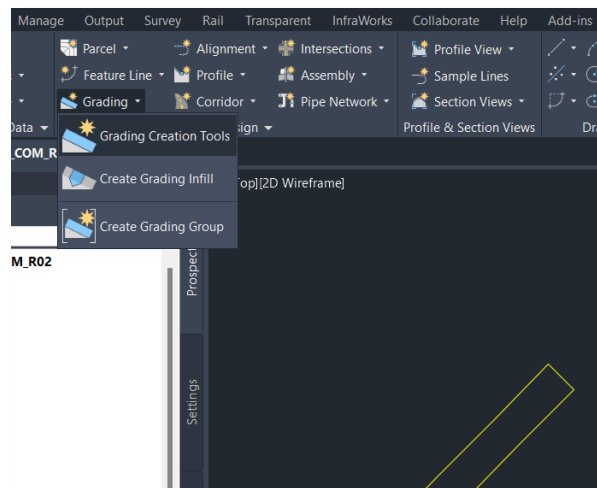 Manage Output Survey Rail Transparent InfraWorks Collaborate Help Add-ins
Parcel Alignment Intersections Profile View
Feature Line Profile Assembly Sample Lines
Grading Corridor Pipe Network Section Views
Data sign Profile & Section Views Dr
Grading Creation Tools
_COM_R
Create Grading Infill
op][2D Wireframe]
Create Grading Group
M_R02
Prospect
Settings